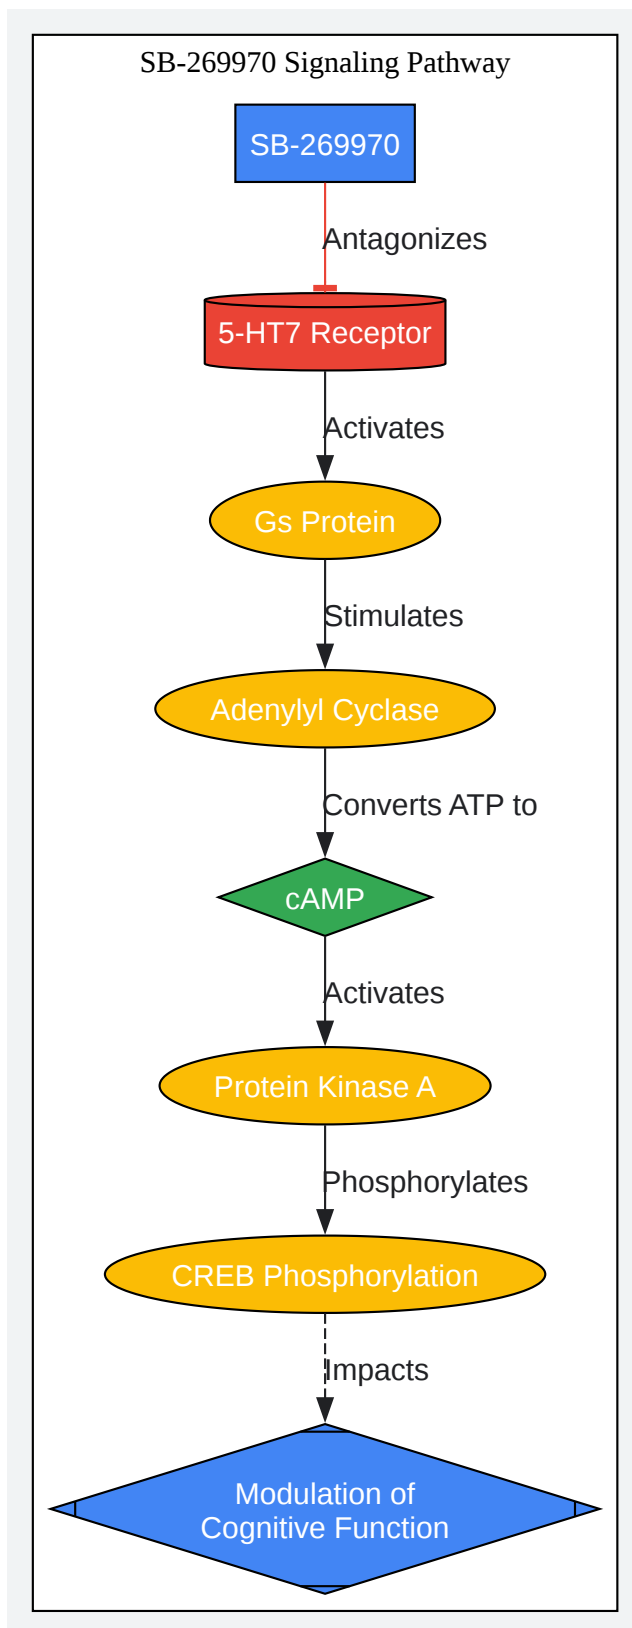 SB-269970 Signaling Pathway
SB-269970
Antagonizes
5-HT7 Receptor
Activates
Gs Protein
Stimulates
Adenylyl Cyclase
Converts ATP to
cAMP
Activates
Protein Kinase A
Phosphorylates
CREB Phosphorylation
Impacts
Modulation of
Cognitive Function